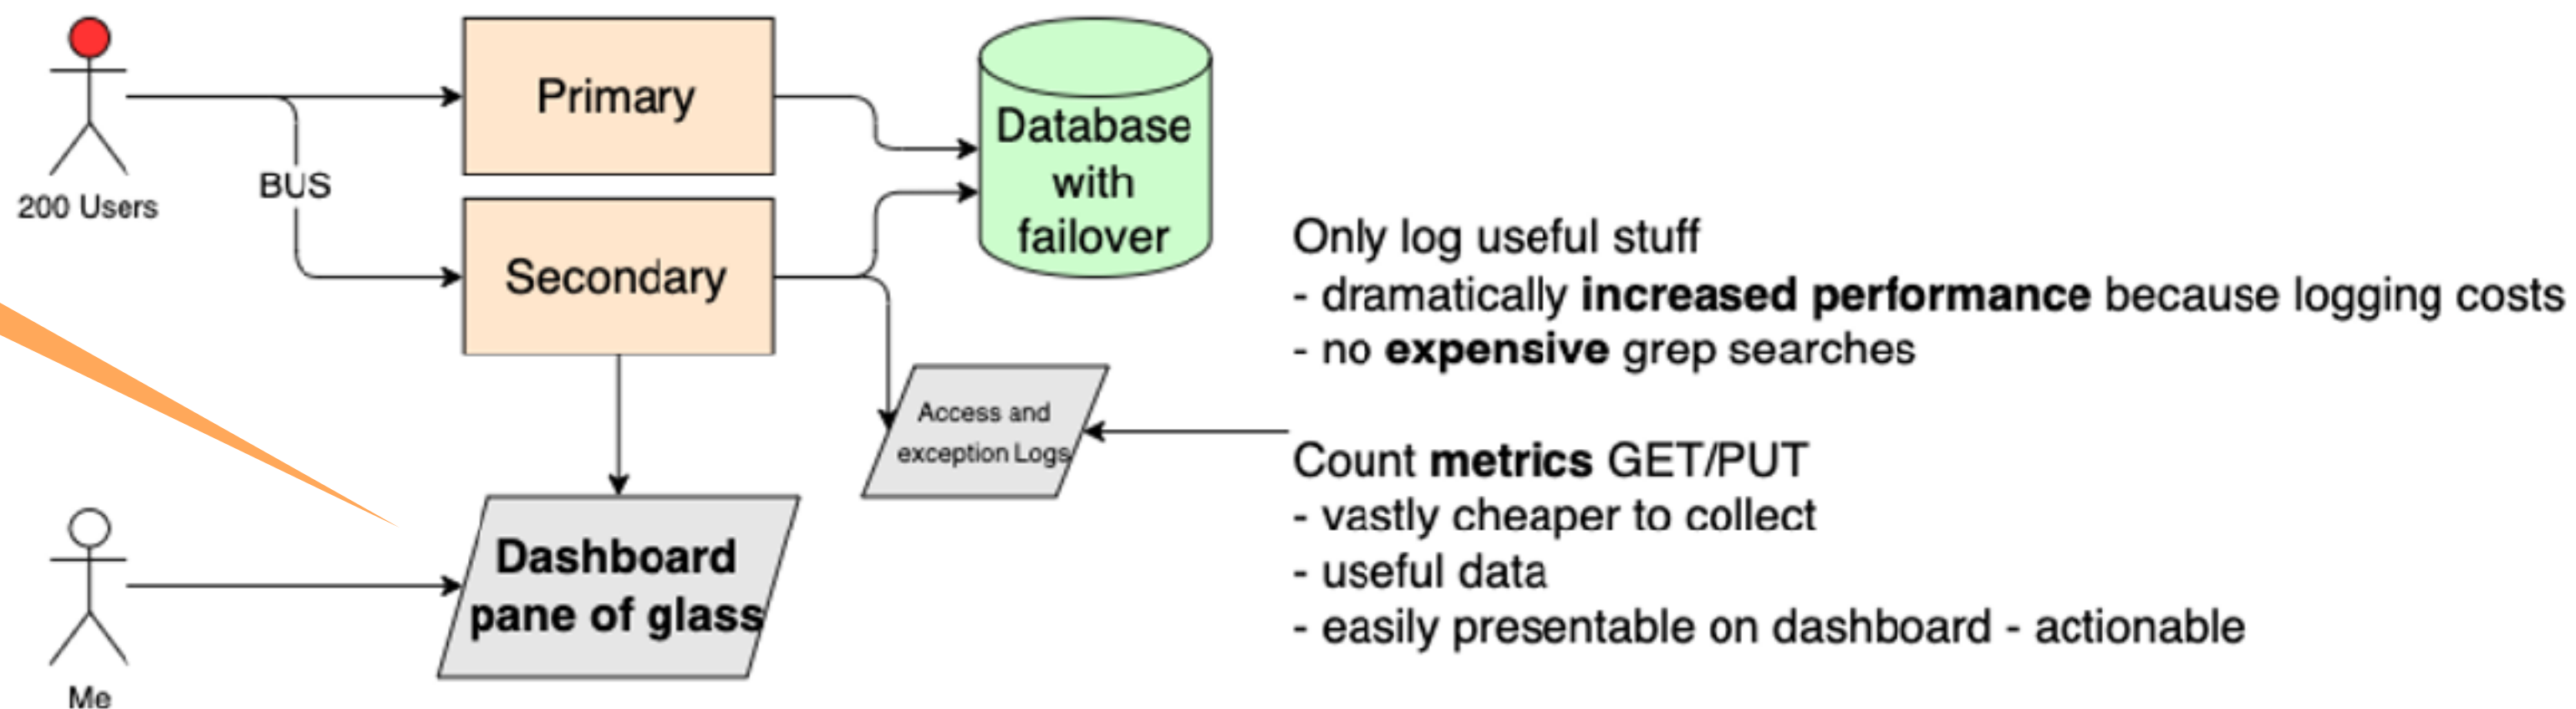 Primary
Database
with
failover
BUS
200 Users
Secondary
Only log useful stuff
- dramatically increased performance because logging costs
- no expensive grep searches
Access and
exception Logs
Count metrics GET/PUT
- vastly cheaper to collect
- useful data
- easily presentable on dashboard - actionable
Dashboard
pane of glass
Me